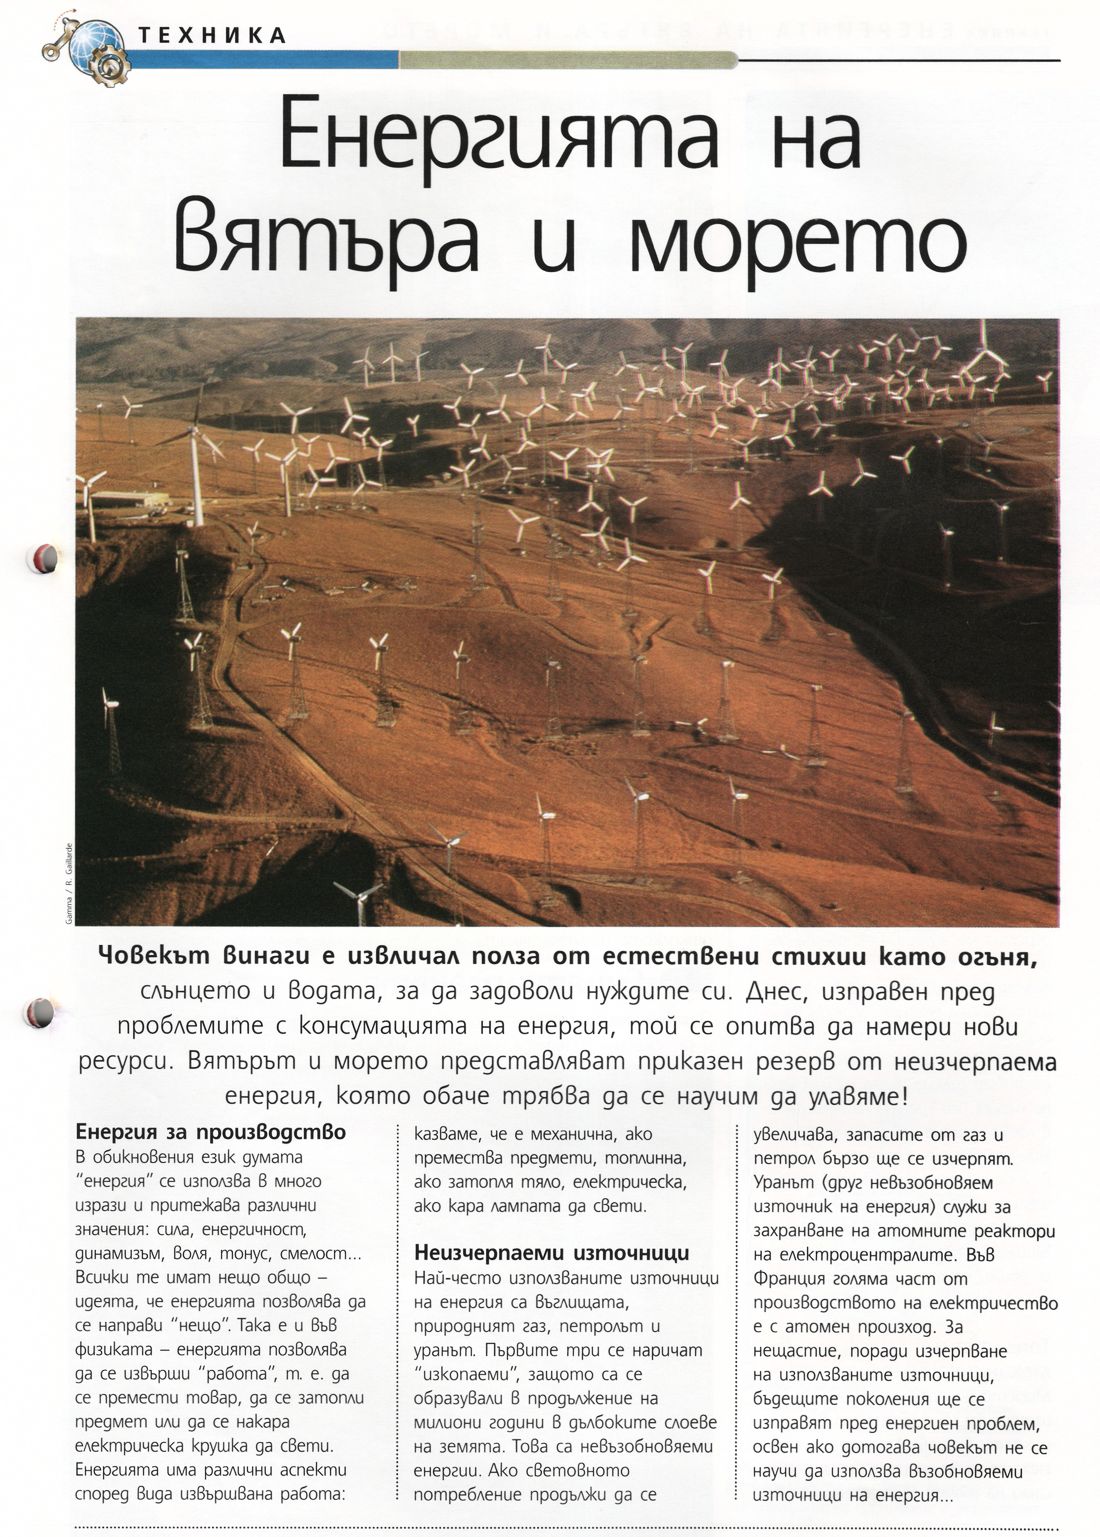 ТЕХНИКА
Енергията на
вятъра и морето
Gamma / R. Gaillarde
Човекът винаги е извличал полза от естествени стихии като огъня,
слънцето и водата, за да задоволи нуждите си. Днес, изправен пред
проблемите с консумацията на енергия, той се опитва да намери нови
ресурси. Вятърът и морето представляват приказен резерв от неизчерпаема
енергия, която обаче трябва да се научим да улавяме!
Енергия за производство
В обикновения език думата
“енергия” се използва в много
изрази и притежава различни
значения: сила, енергичност,
динамизъм, воля, тонус, смелост...
Всички те имат нещо общо –
идеята, че енергията позволява да
се направи “нещо”. Така е и във
физиката – енергията позволява
да се извърши “работа”, т. е. да
се премести товар, да се затопли
предмет или да се накара
електрическа крушка да свети.
Енергията има различни аспекти
според вида извършвана работа:
казваме, че е механична, ако
премества предмети, топлинна,
ако затопля тяло, електрическа,
ако кара лампата да свети.
Неизчерпаеми източници
Най-често използваните източници
на енергия са въглищата,
природният газ, петролът и
уранът. Първите три се наричат
“изкопаеми”, защото са се
образували в продължение на
милиони години в дълбоките слоеве
на земята. Това са невъзобновяеми
енергии. Ако световното
потребление продължи да се
увеличава, запасите от газ и
петрол бързо ще се изчерпят.
Уранът (друг невъзобновяем
източник на енергия) служи за
захранване на атомните реактори
на електроцентралите. Във
Франция голяма част от
производството на електричество
е с атомен произход. За
нещастие, поради изчерпване
на използваните източници,
бъдещите поколения ще се
изправят пред енергиен проблем,
освен ако дотогава човекът не се
научи да използва възобновяеми
източници на енергия...